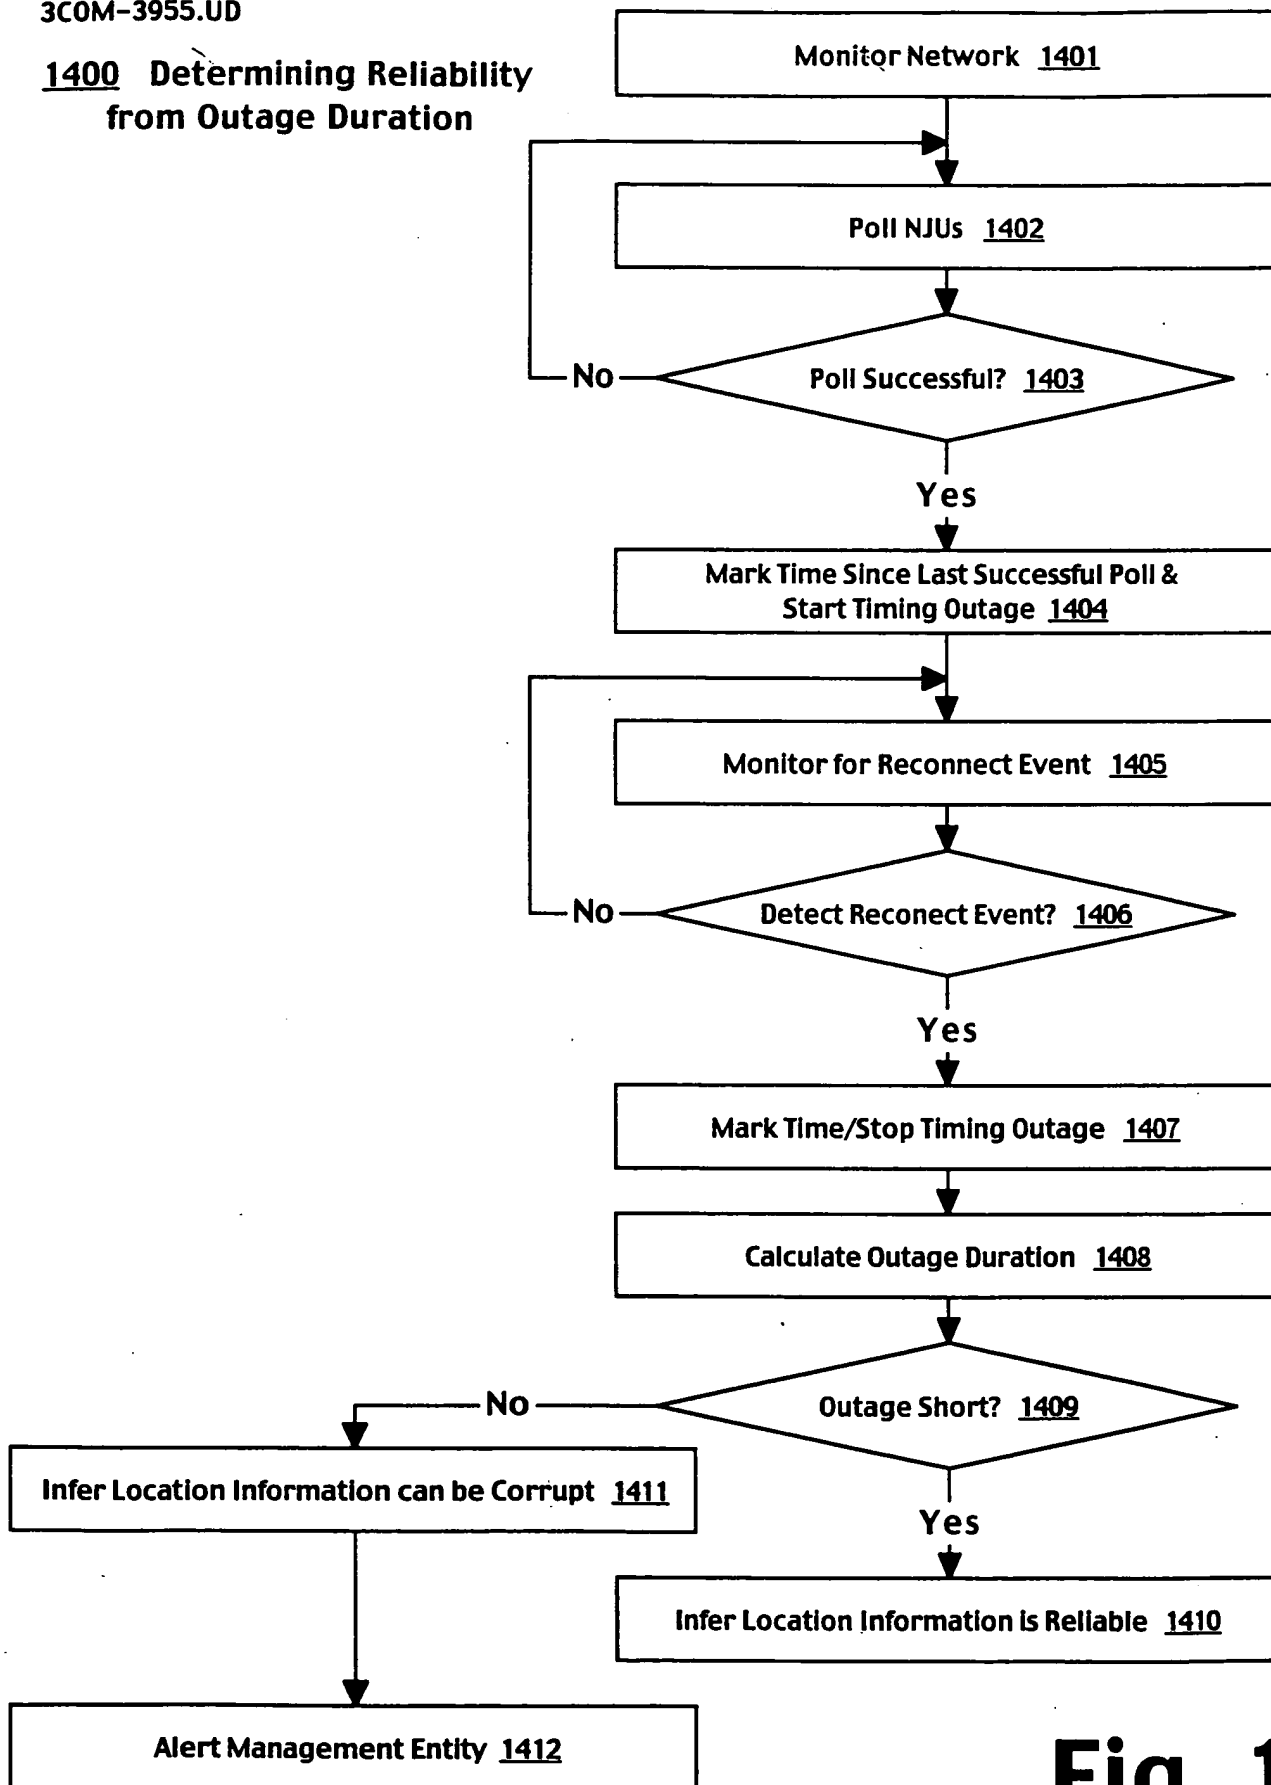 3COM-3955.UD
1400 Determining Reliability
from Outage Duration
Monitor Network 1401
Poll NJUs 1402
Poll Successful? 1403
No
Yes
Mark Time Since Last Successful Poll &
Start Timing Outage 1404
Monitor for Reconnect Event 1405
Detect Reconect Event? 1406
No
Yes
Mark Time/Stop Timing Outage 1407
Calculate Outage Duration 1408
Outage Short? 1409
No
Yes
Infer Location Information can be Corrupt 1411
Infer Location Information is Reliable 1410
Alert Management Entity 1412
Fig. 1